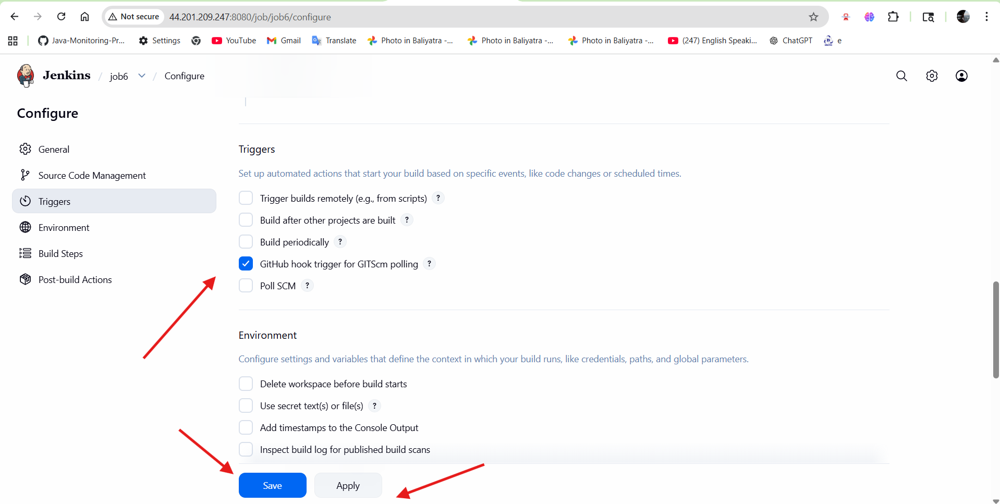 Not secure 44.201.209.247:8080/job/job6/configure
Java-Monitoring-Pr... Settings YouTube Gmail Translate Photo in Baliyatra -... Photo in Baliyatra -... Photo in Baliyatra -... (247) English Speaki... ChatGPT e
Jenkins / job6 / Configure
Configure
General
Source Code Management
Triggers
Environment
Build Steps
Post-build Actions
Triggers
Set up automated actions that start your build based on specific events, like code changes or scheduled times.
Trigger builds remotely (e.g., from scripts) ?
Build after other projects are built ?
Build periodically ?
GitHub hook trigger for GITScm polling ?
Poll SCM ?
Environment
Configure settings and variables that define the context in which your build runs, like credentials, paths, and global parameters.
Delete workspace before build starts
Use secret text(s) or file(s) ?
Add timestamps to the Console Output
Inspect build log for published build scans
Save Apply